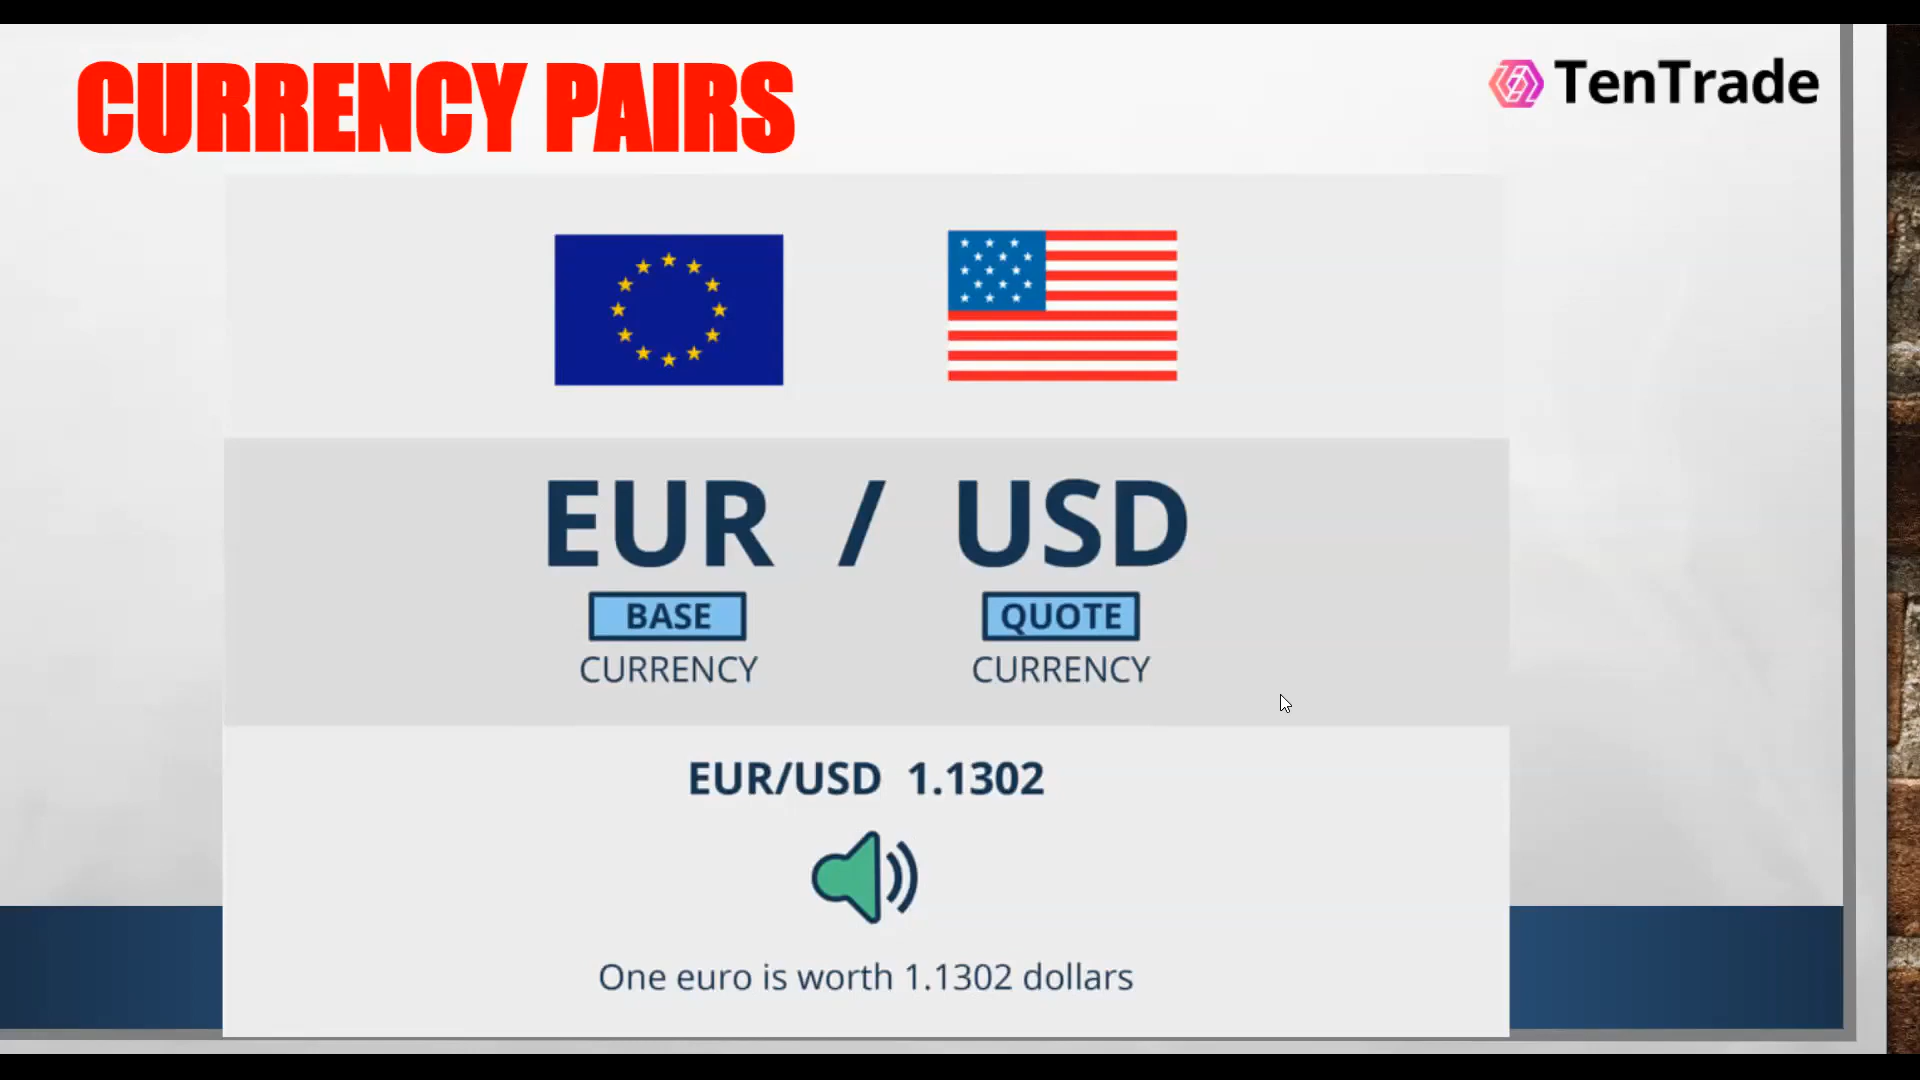 CURRENCY PAIRS
TenTrade
EUR / USD
BASE QUOTE
CURRENCY CURRENCY
EUR/USD 1.1302
One euro is worth 1.1302 dollars